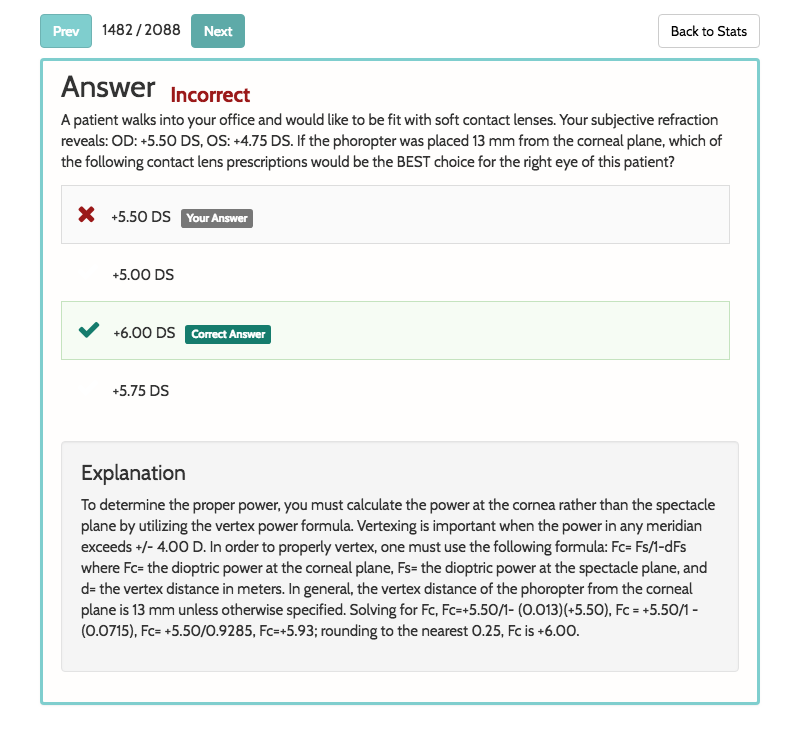 Prev 1482 / 2088 Next Back to Stats
Answer Incorrect
A patient walks into your office and would like to be fit with soft contact lenses. Your subjective refraction
reveals: OD: +5.50 DS, OS: +4.75 DS. If the phoropter was placed 13 mm from the corneal plane, which of
the following contact lens prescriptions would be the BEST choice for the right eye of this patient?
+5.50 DS Your Answer
+5.00 DS
+6.00 DS Correct Answer
+5.75 DS
Explanation
To determine the proper power, you must calculate the power at the cornea rather than the spectacle
plane by utilizing the vertex power formula. Vertexing is important when the power in any meridian
exceeds +/- 4.00 D. In order to properly vertex, one must use the following formula: Fc= Fs/1-dFs
where Fc= the dioptric power at the corneal plane, Fs= the dioptric power at the spectacle plane, and
d= the vertex distance in meters. In general, the vertex distance of the phoropter from the corneal
plane is 13 mm unless otherwise specified. Solving for Fc, Fc=+5.50/1- (0.013)(+5.50), Fc = +5.50/1 -
(0.0715), Fc= +5.50/0.9285, Fc=+5.93; rounding to the nearest 0.25, Fc is +6.00.